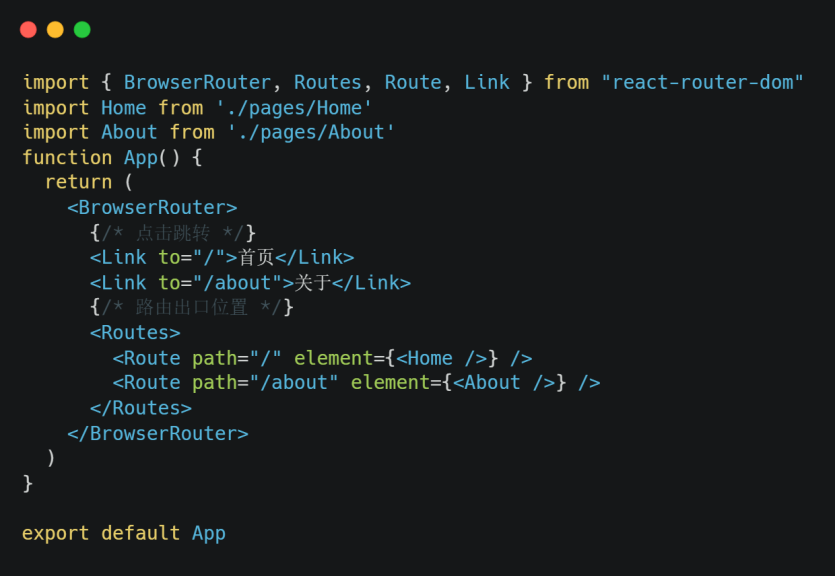 import { BrowserRouter, Routes, Route, Link } from "react-router-dom"
import Home from './pages/Home'
import About from './pages/About'
function App() {
  return (
    <BrowserRouter>
      {/* 点击跳转 */}
      <Link to="/">首页</Link>
      <Link to="/about">关于</Link>
      {/* 路由出口位置 */}
      <Routes>
        <Route path="/" element={<Home />} />
        <Route path="/about" element={<About />} />
      </Routes>
    </BrowserRouter>
  )
}

export default App